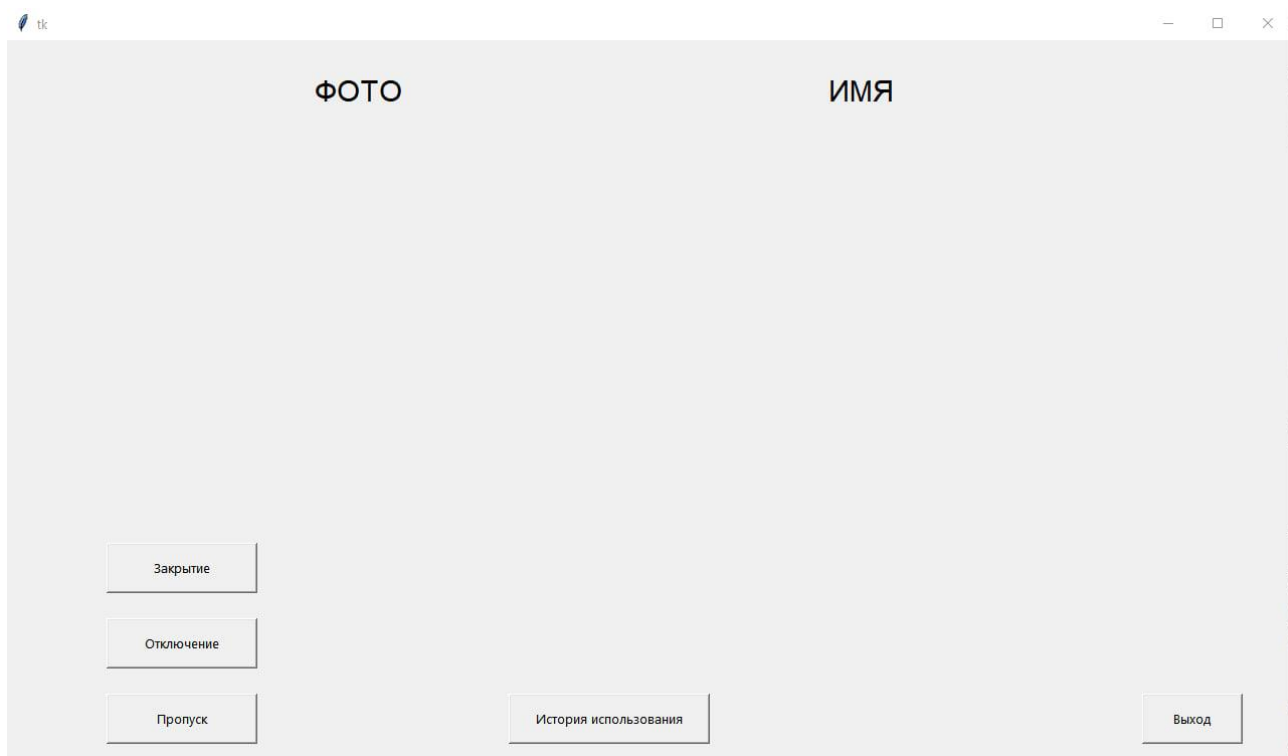 tk
ФОТО
ИМЯ
Закрытие
Отключение
Пропуск
История использования
Выход